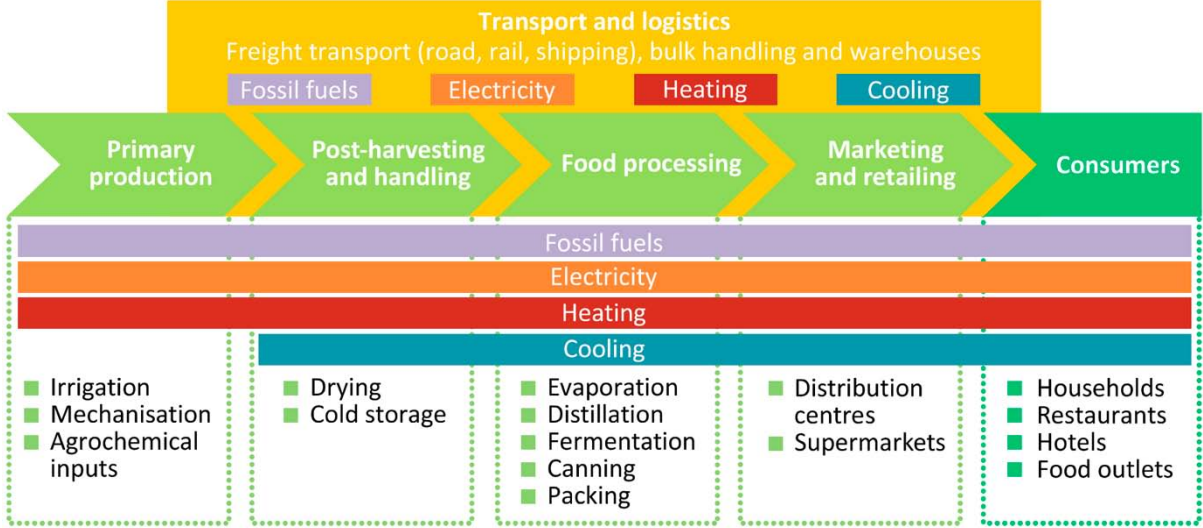 Transport and logistics
Freight transport (road, rail, shipping), bulk handling and warehouses
Fossil fuels
Electricity
Heating
Cooling
Primary
production
Post-harvesting
and handling
Food processing
Marketing
and retailing
Consumers
Fossil fuels
Electricity
Heating
Cooling
Irrigation
Mechanisation
Agrochemical
inputs
Drying
Cold storage
Evaporation
Distillation
Fermentation
Canning
Packing
Distribution
centres
Supermarkets
Households
Restaurants
Hotels
Food outlets